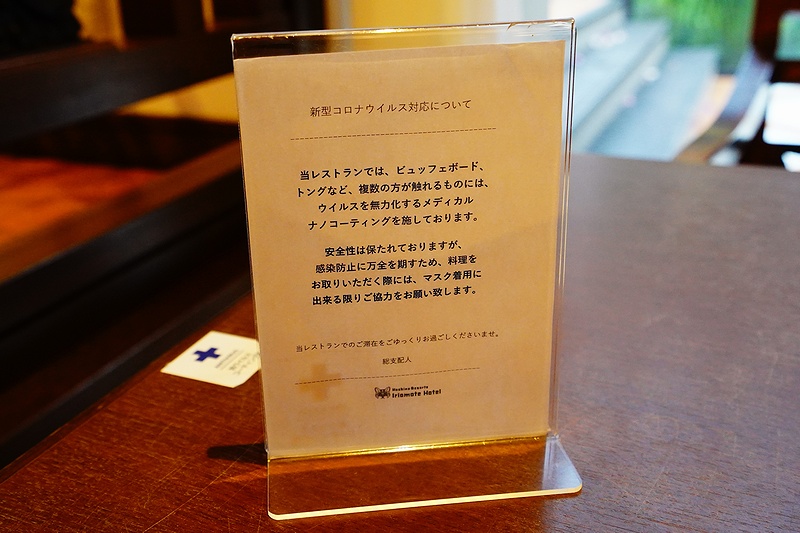 新型コロナウイルス対応について
当レストランでは、ビュッフェボード、
トングなど、複数の方が触れるものには、
ウイルスを無力化するメディカル
ナノコーティングを施しております。
安全性は保たれておりますが、
感染防止に万全を期すため、料理を
お取りいただく際には、マスク着用に
出来る限りご協力をお願い致します。
当レストランでのご滞在をごゆっくりお過ごしくださいませ。
総支配人
Hoshino Resorts
Iriomote Hotel